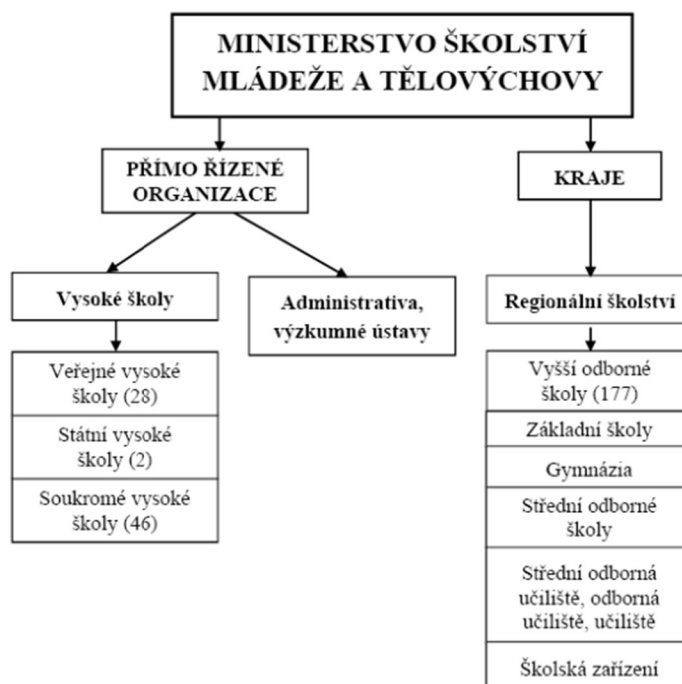 MINISTERSTVO ŠKOLSTVÍ
MLÁDEŽE A TĚLOVÝCHOVY
PŘÍMO ŘÍZENÉ
ORGANIZACE
KRAJE
Vysoké školy
Administrativa,
výzkumné ústavy
Regionální školství
Veřejné vysoké
školy (28)
Státní vysoké
školy (2)
Soukromé vysoké
školy (46)
Vyšší odborné
školy (177)
Základní školy
Gymnázia
Střední odborné
školy
Střední odborná
učiliště, odborná
učiliště, učiliště
Školská zařízení